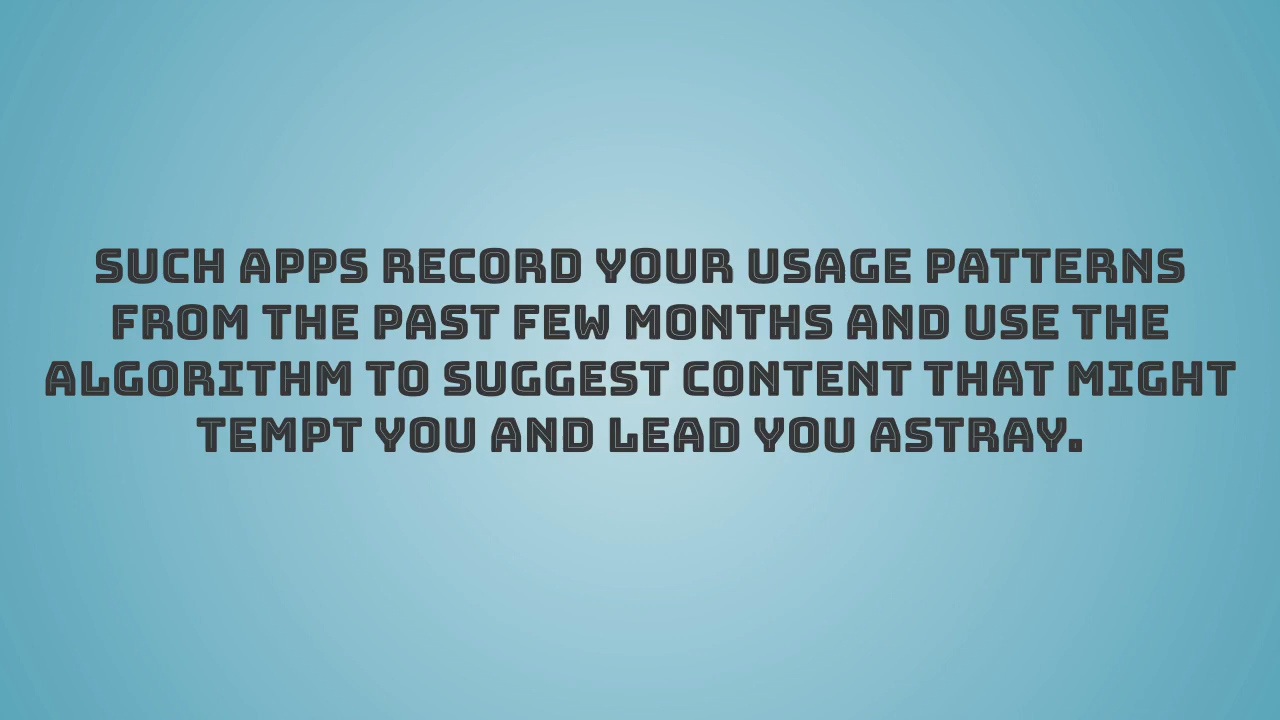 SUCH APPS RECORD YOUR USAGE PATTERNS
FROM THE PAST FEW MONTHS AND USE THE
ALGORITHM TO SUGGEST CONTENT THAT MIGHT
TEMPT YOU AND LEAD YOU ASTRAY.